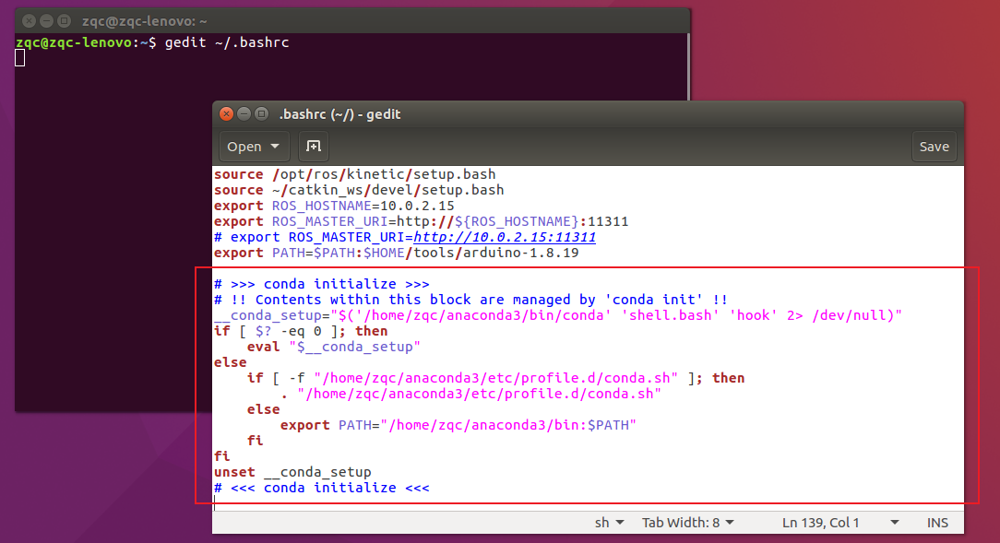 zqc@zqc-lenovo: ~
zqc@zqc-lenovo:~$ gedit ~/.bashrc
.bashrc (~/) - gedit
Open
Save
source /opt/ros/kinetic/setup.bash
source ~/catkin_ws/devel/setup.bash
export ROS_HOSTNAME=10.0.2.15
export ROS_MASTER_URI=http://${ROS_HOSTNAME}:11311
# export ROS_MASTER_URI=http://10.0.2.15:11311
export PATH=$PATH:$HOME/tools/arduino-1.8.19
# >>> conda initialize >>>
# !! Contents within this block are managed by 'conda init' !!
__conda_setup="$('/home/zqc/anaconda3/bin/conda' 'shell.bash' 'hook' 2> /dev/null)"
if [ $? -eq 0 ]; then
    eval "$__conda_setup"
else
    if [ -f "/home/zqc/anaconda3/etc/profile.d/conda.sh" ]; then
        . "/home/zqc/anaconda3/etc/profile.d/conda.sh"
    else
        export PATH="/home/zqc/anaconda3/bin:$PATH"
    fi
fi
unset __conda_setup
# <<< conda initialize <<<
sh Tab Width: 8 Ln 139, Col 1 INS